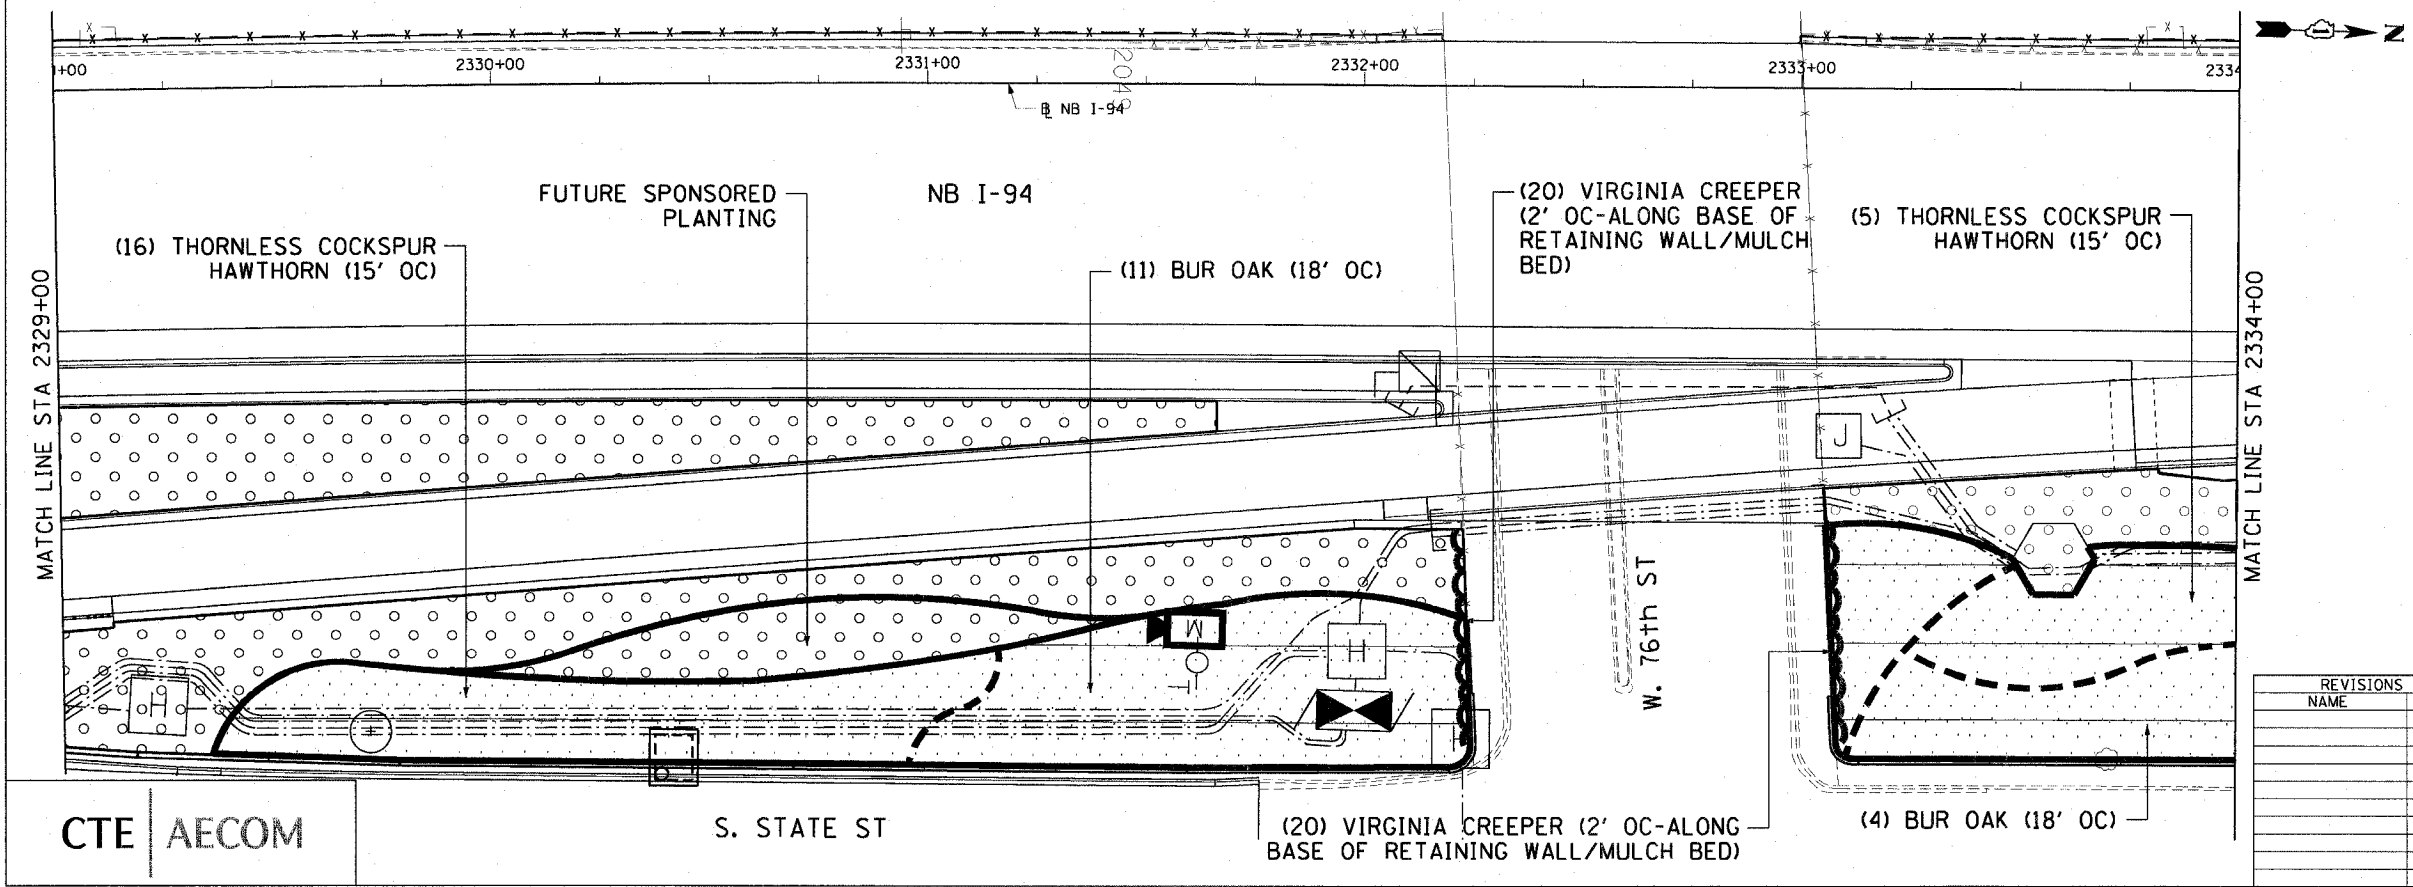 1+00
2330+00
2331+00
2332+00
2333+00
2334
N
2049
℄ NB I-94
NB I-94
FUTURE SPONSORED
PLANTING
(16) THORNLESS COCKSPUR
HAWTHORN (15' OC)
(11) BUR OAK (18' OC)
(20) VIRGINIA CREEPER
(2' OC-ALONG BASE OF
RETAINING WALL/MULCH
BED)
(5) THORNLESS COCKSPUR
HAWTHORN (15' OC)
MATCH LINE STA 2329+00
MATCH LINE STA 2334+00
J
M
H
H
W. 76th ST
S. STATE ST
(20) VIRGINIA CREEPER (2' OC-ALONG
BASE OF RETAINING WALL/MULCH BED)
(4) BUR OAK (18' OC)
CTE AECOM
REVISIONS
NAME